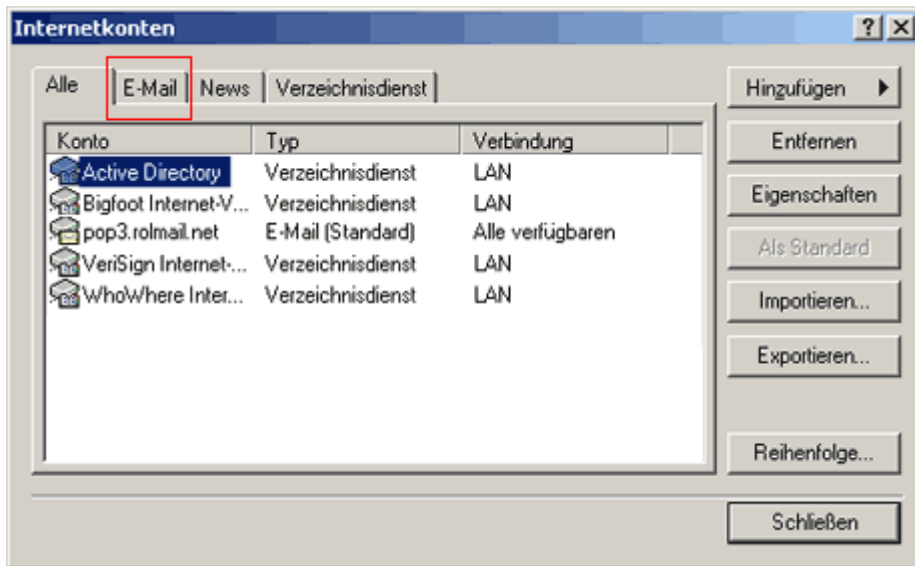 Internetkonten
Alle E-Mail News Verzeichnisdienst
Konto Typ Verbindung
Active Directory Verzeichnisdienst LAN
Bigfoot Internet-V... Verzeichnisdienst LAN
pop3.rolmail.net E-Mail (Standard) Alle verfügbaren
VeriSign Internet-... Verzeichnisdienst LAN
WhoWhere Inter... Verzeichnisdienst LAN
Hinzufügen
Entfernen
Eigenschaften
Als Standard
Importieren...
Exportieren...
Reihenfolge...
Schließen